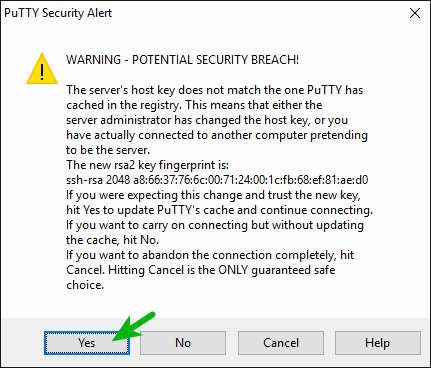 PuTTY Security Alert
WARNING - POTENTIAL SECURITY BREACH!
The server's host key does not match the one PuTTY has
cached in the registry. This means that either the
server administrator has changed the host key, or you
have actually connected to another computer pretending
to be the server.
The new rsa2 key fingerprint is:
ssh-rsa 2048 a8:66:37:76:6c:00:71:24:00:1c:fb:68:ef:81:ae:d0
If you were expecting this change and trust the new key,
hit Yes to update PuTTY's cache and continue connecting.
If you want to carry on connecting but without updating
the cache, hit No.
If you want to abandon the connection completely, hit
Cancel. Hitting Cancel is the ONLY guaranteed safe
choice.
Yes
No
Cancel
Help